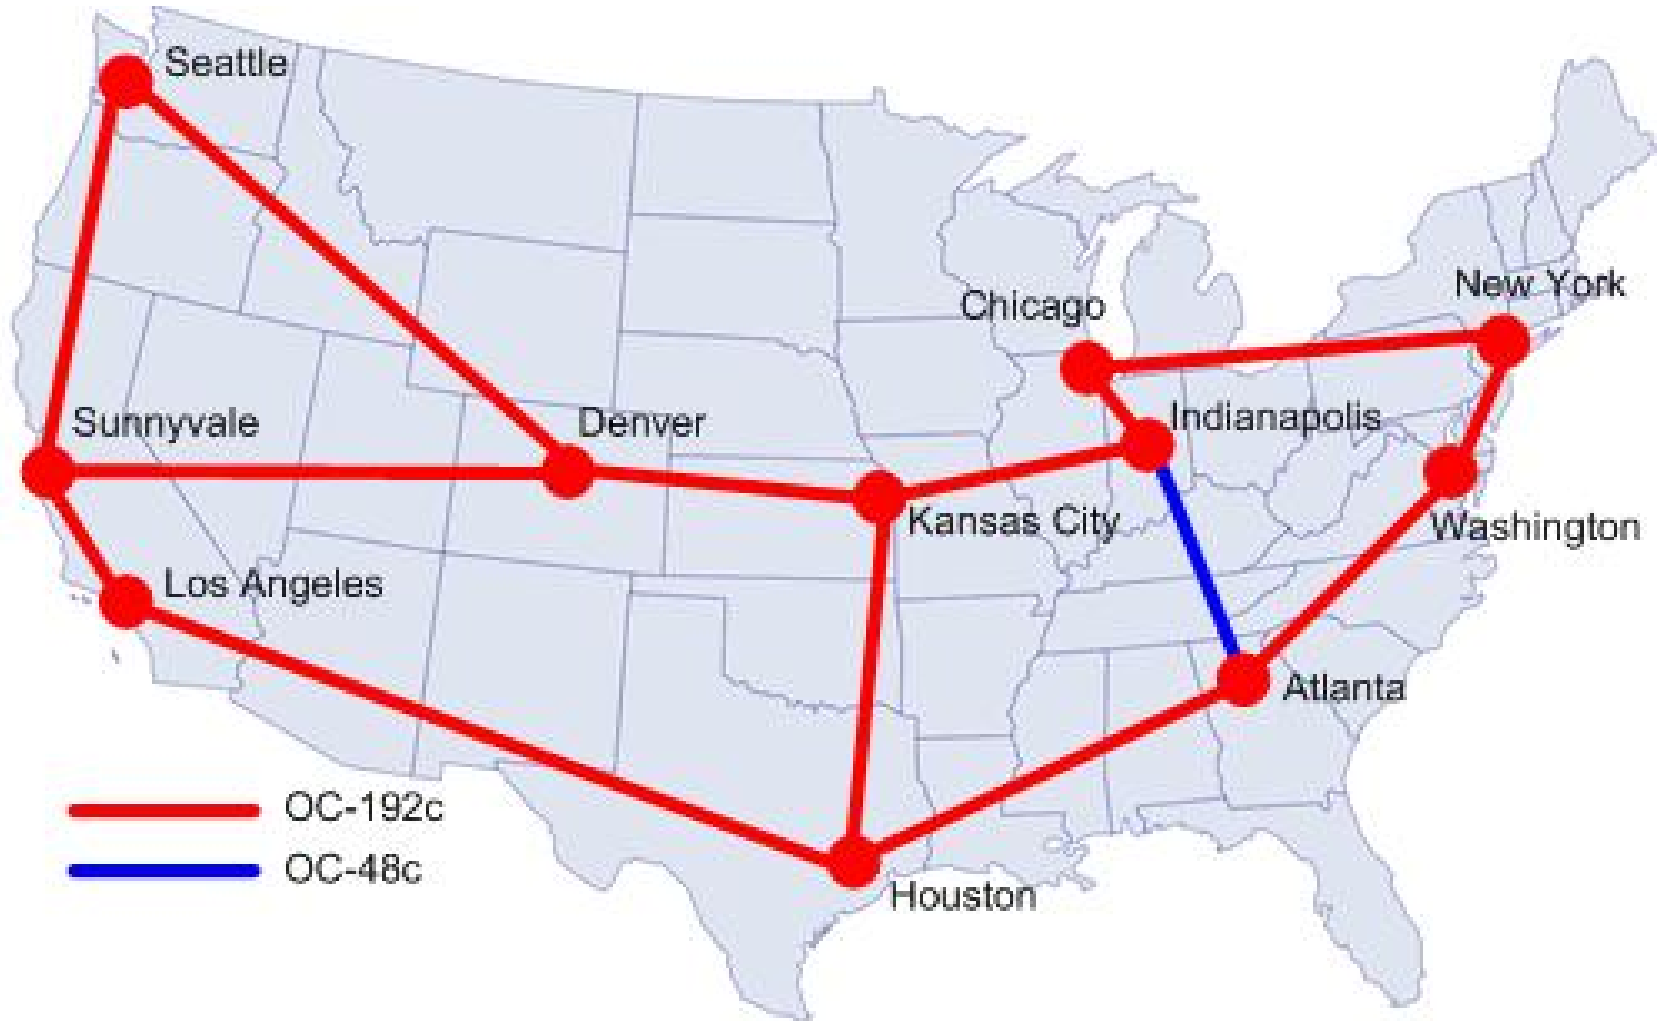 Seattle
New York
Chicago
Sunnyvale
Denver
Indianapolis
Kansas City
Washington
Los Angeles
Atlanta
OC-192c
OC-48c
Houston